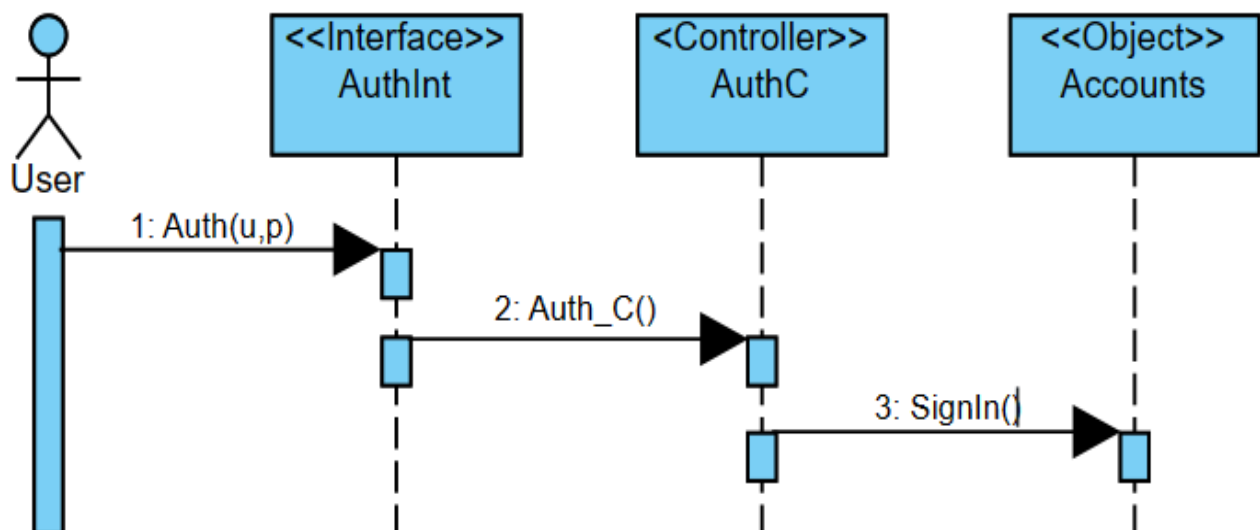 <<Interface>>
AuthInt
<Controller>>
AuthC
<<Object>>
Accounts
User
1: Auth(u,p)
2: Auth_C()
3: SignIn()